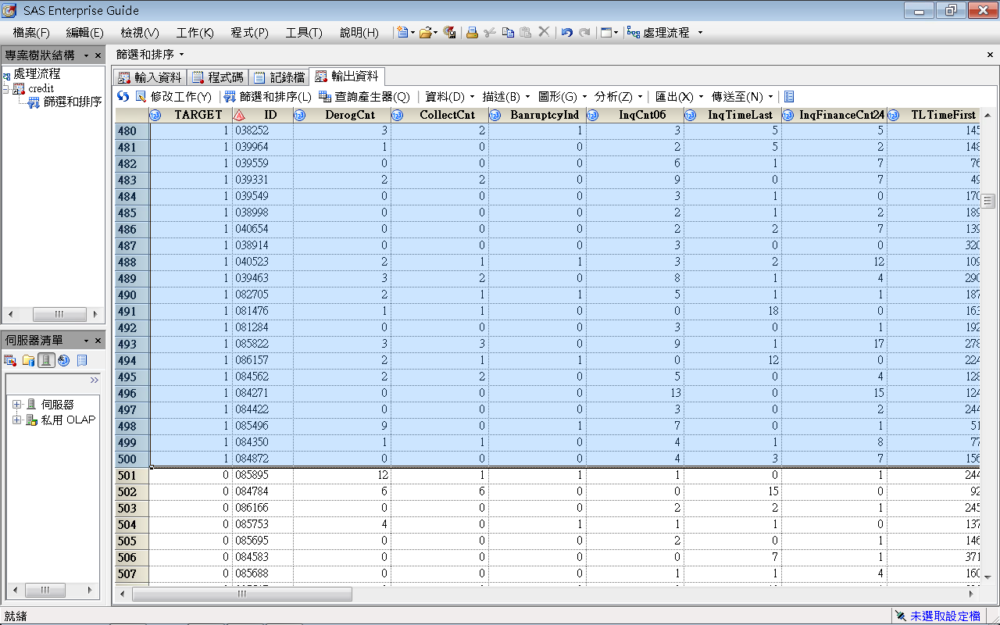 SAS Enterprise Guide
檔案(F) 編輯(E) 檢視(V) 工作(K) 程式(P) 工具(T) 說明(H) 處理流程
專案樹狀結構
處理流程
credit
篩選和排序
伺服器清單
伺服器
私用 OLAP
篩選和排序
輸入資料 程式碼 記錄檔 輸出資料
修改工作(Y) 篩選和排序(L) 查詢產生器(Q) 資料(D) 描述(B) 圖形(C) 分析(Z) 匯出(X) 傳送至(N)
TARGET ID DerogCnt CollectCnt BanruptcyInd InqCnt06 InqTimeLast InqFinanceCnt24 TLTimeFirst
480 1 038252 3 2 1 3 5 5 145
481 1 039964 1 0 0 2 5 2 148
482 1 039559 0 0 0 6 1 7 76
483 1 039331 2 2 0 9 0 7 49
484 1 039549 0 0 0 3 1 0 170
485 1 038998 0 0 0 2 1 2 189
486 1 040654 0 0 0 2 2 7 139
487 1 038914 0 0 0 3 0 0 320
488 1 040523 2 1 1 3 2 12 109
489 1 039463 3 2 0 8 1 4 290
490 1 082705 2 1 1 5 1 1 187
491 1 081476 1 1 0 0 18 0 163
492 1 081284 0 0 0 3 0 1 192
493 1 085822 3 3 0 9 1 17 278
494 1 086157 2 1 1 0 12 0 224
495 1 084562 2 2 0 5 0 4 128
496 1 084271 0 0 0 13 0 15 124
497 1 084422 0 0 0 3 0 2 244
498 1 085496 9 0 1 7 0 1 51
499 1 084350 1 1 0 4 1 8 77
500 1 084872 0 0 0 4 3 7 156
501 0 085895 12 1 1 1 0 1 244
502 0 084784 6 6 0 0 15 0 92
503 0 086166 0 0 0 2 2 1 245
504 0 085753 4 0 1 1 1 0 137
505 0 085695 0 0 0 2 0 1 146
506 0 084583 0 0 0 0 7 1 371
507 0 085688 0 0 0 1 1 4 160
就緒
未選取設定檔